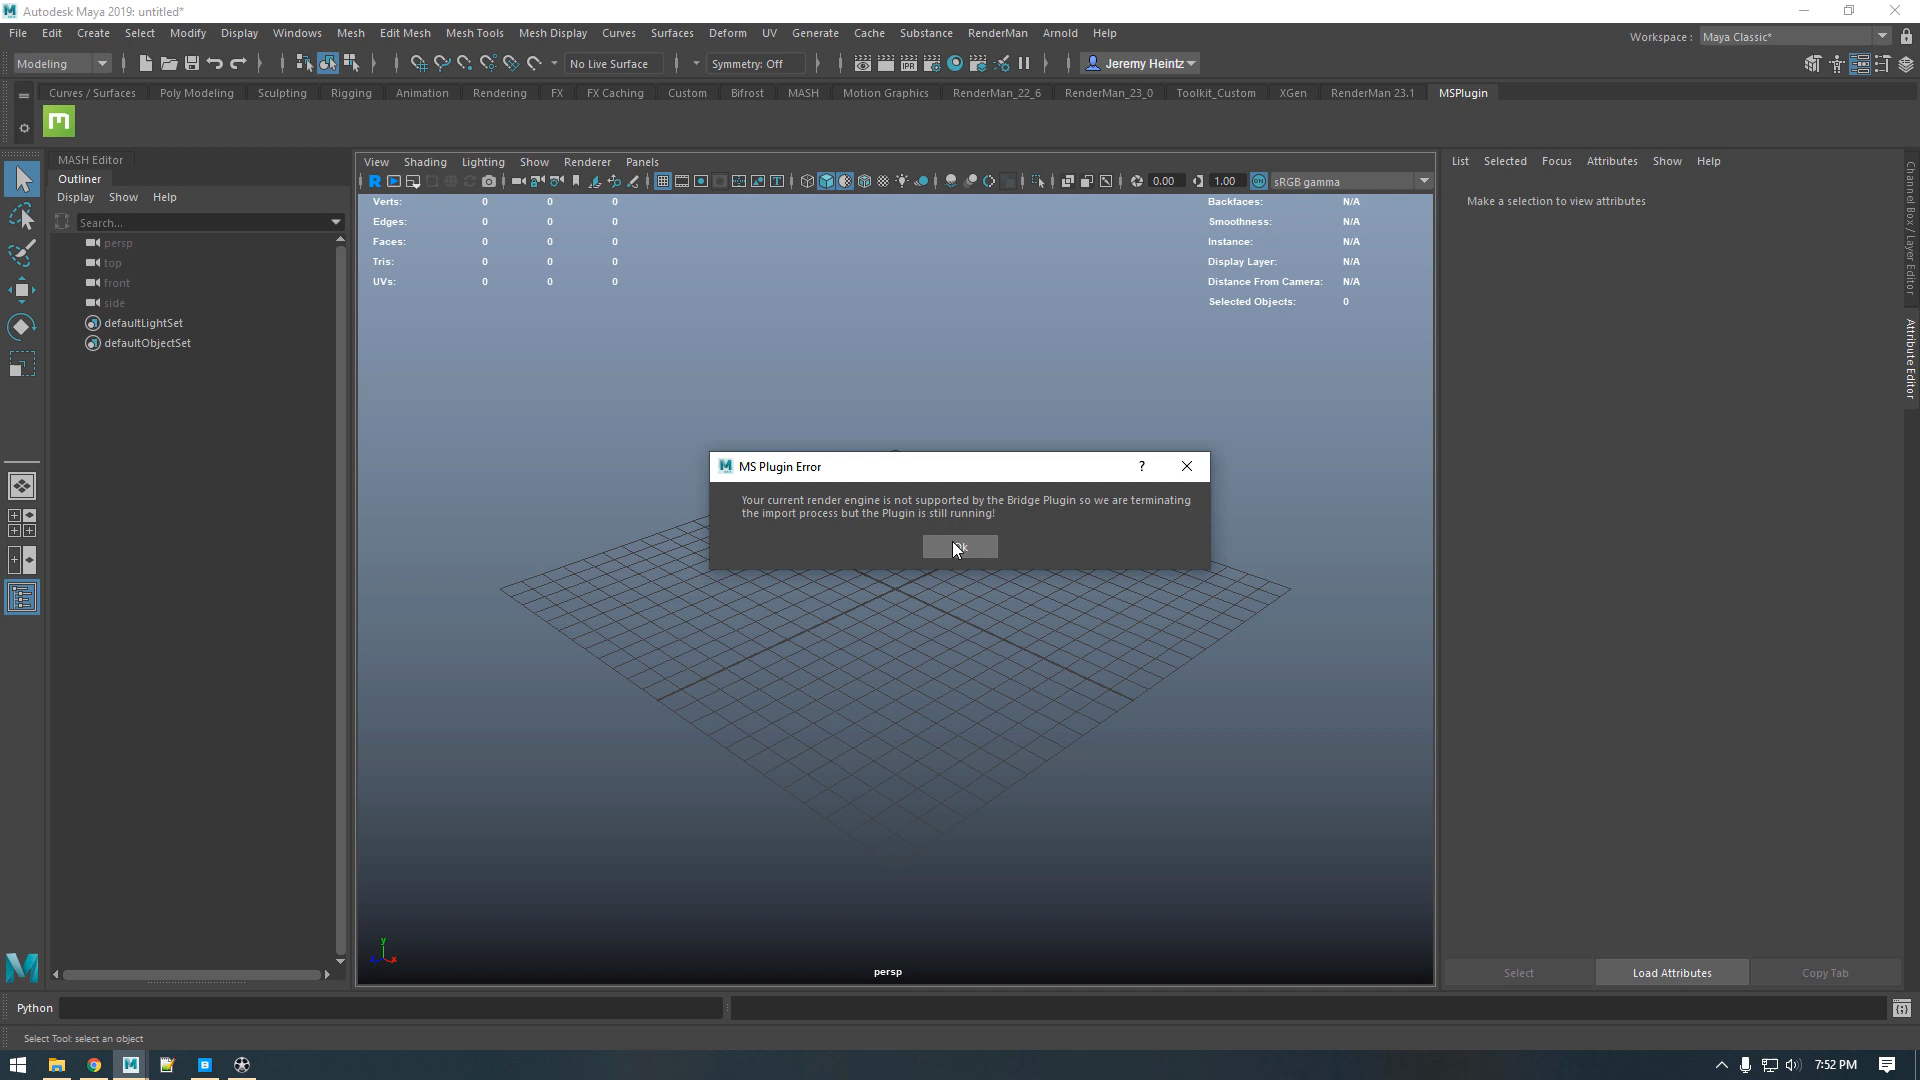 Autodesk Maya 2019: untitled*
File Edit Create Select Modify Display Windows Mesh Edit Mesh Mesh Tools Mesh Display Curves Surfaces Deform UV Generate Cache Substance RenderMan Arnold Help
Workspace : Maya Classic*
Modeling No Live Surface Symmetry: Off Jeremy Heintz
Curves / Surfaces Poly Modeling Sculpting Rigging Animation Rendering FX FX Caching Custom Bifrost MASH Motion Graphics RenderMan_22_6 RenderMan_23_0 Toolkit_Custom XGen RenderMan 23.1 MSPlugin
MASH Editor
Outliner
Display Show Help
Search...
persp
top
front
side
defaultLightSet
defaultObjectSet
View Shading Lighting Show Renderer Panels
0.00 1.00 sRGB gamma
Verts: 0 0 0
Edges: 0 0 0
Faces: 0 0 0
Tris: 0 0 0
UVs: 0 0 0
Backfaces: N/A
Smoothness: N/A
Instance: N/A
Display Layer: N/A
Distance From Camera: N/A
Selected Objects: 0
MS Plugin Error
?
Your current render engine is not supported by the Bridge Plugin so we are terminating
the import process but the Plugin is still running!
y
x
persp
List Selected Focus Attributes Show Help
Make a selection to view attributes
Channel Box / Layer Editor
Attribute Editor
Select Load Attributes Copy Tab
Python
Select Tool: select an object
7:52 PM